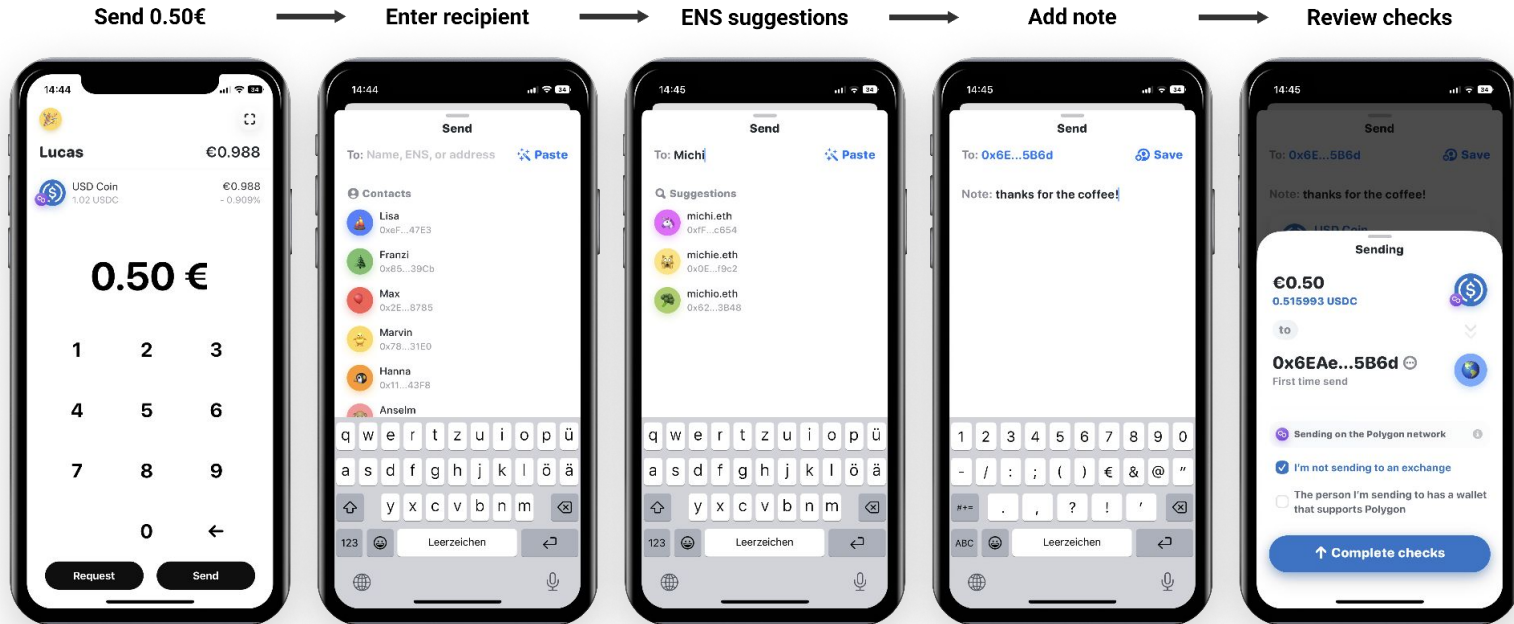 Send 0.50€
Enter recipient
ENS suggestions
Add note
Review checks
14:44
34
Lucas
€0.988
USD Coin
€0.988
1.02 USDC
- 0.909%
0.50 €
1 2 3
4 5 6
7 8 9
0
Request
Send
14:44
34
Send
To: Name, ENS, or address
Paste
Contacts
Lisa
0xeF...47E3
Franzi
0x85...39Cb
Max
0x2E...8785
Marvin
0x78...31E0
Hanna
0x11...43F8
Anselm
q w e r t z u i o p ü
a s d f g h j k l ö ä
y x c v b n m
123
Leerzeichen
14:45
34
Send
To: Michi
Paste
Suggestions
michi.eth
0xfF...c654
michie.eth
0x0E...f9c2
michio.eth
0x62...3B48
q w e r t z u i o p ü
a s d f g h j k l ö ä
y x c v b n m
123
Leerzeichen
14:45
34
Send
To: 0x6E...5B6d
Save
Note: thanks for the coffee!
1 2 3 4 5 6 7 8 9 0
- / : ; ( ) € & @ "
#+= . , ? ! '
ABC
Leerzeichen
14:45
34
Send
To: 0x6E...5B6d
Save
Note: thanks for the coffee!
USD Coin
Sending
€0.50
0.515993 USDC
to
0x6EAe...5B6d
First time send
Sending on the Polygon network
I'm not sending to an exchange
The person I'm sending to has a wallet
that supports Polygon
Complete checks